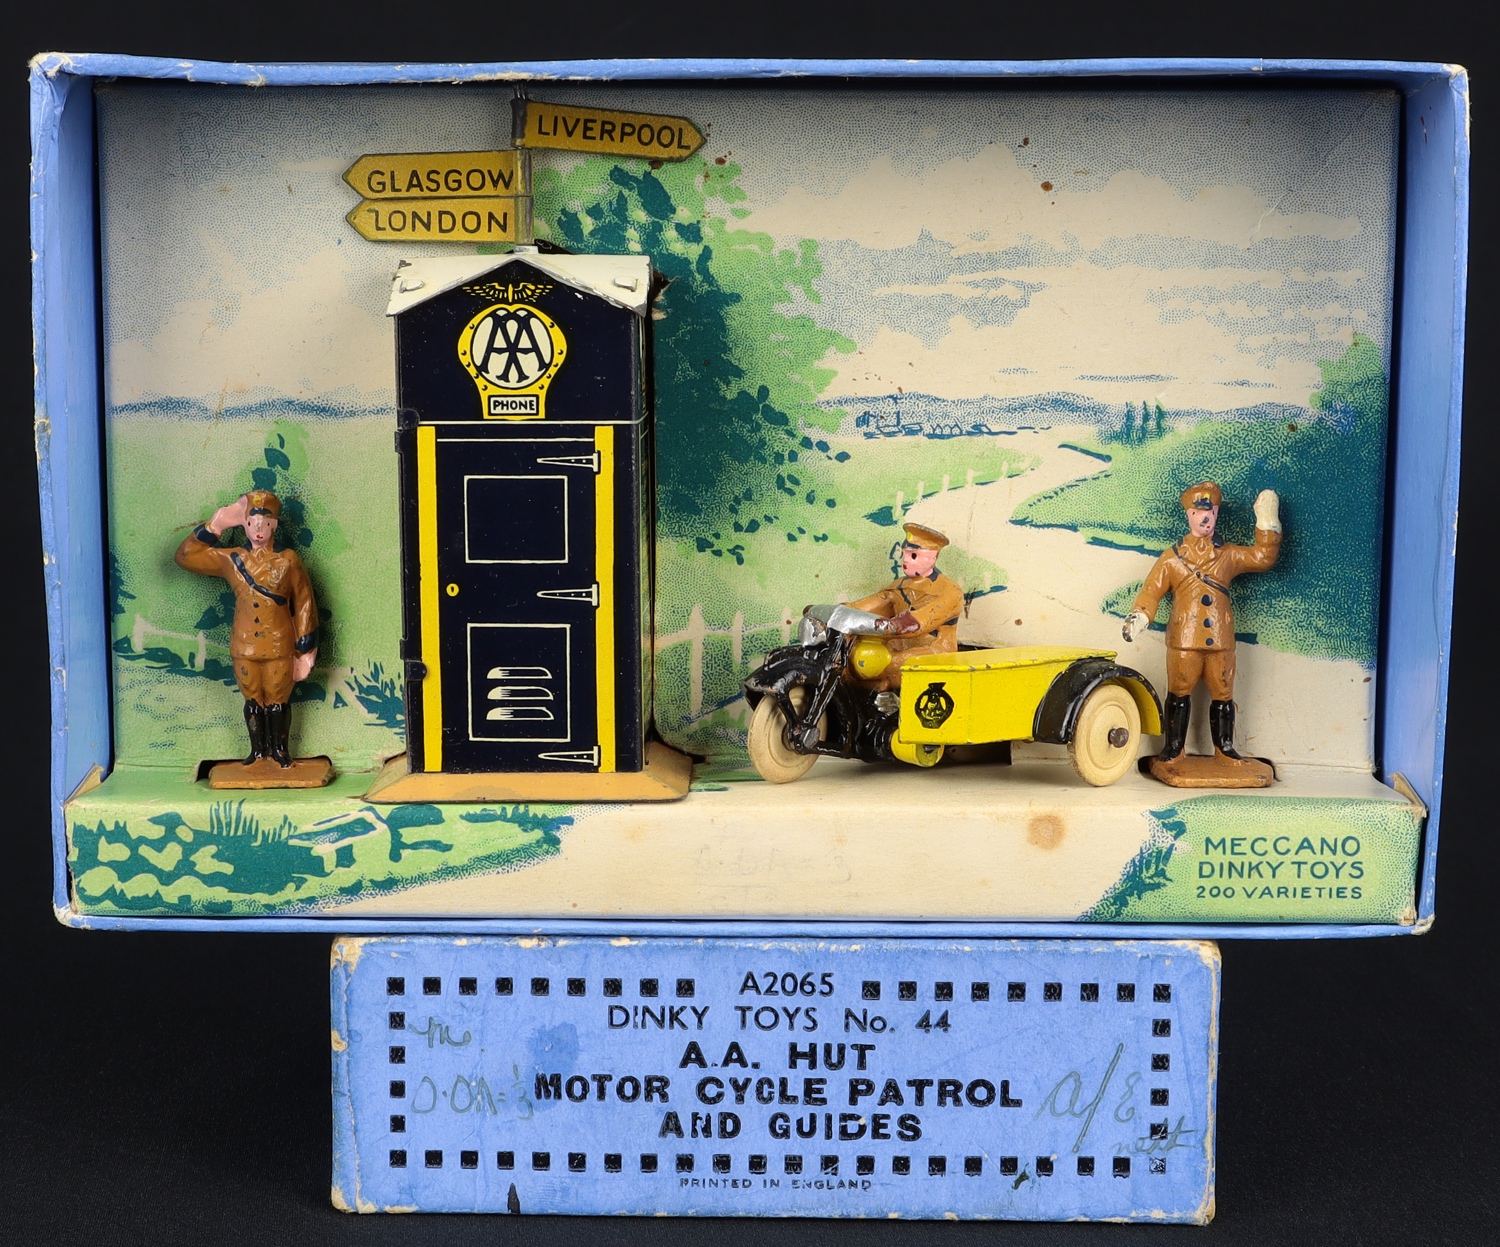 LIVERPOOL
GLASGOW
LONDON
AA
PHONE
MECCANO
DINKY TOYS
200 VARIETIES
A2065
DINKY TOYS No. 44
A.A. HUT
MOTOR CYCLE PATROL
AND GUIDES
PRINTED IN ENGLAND